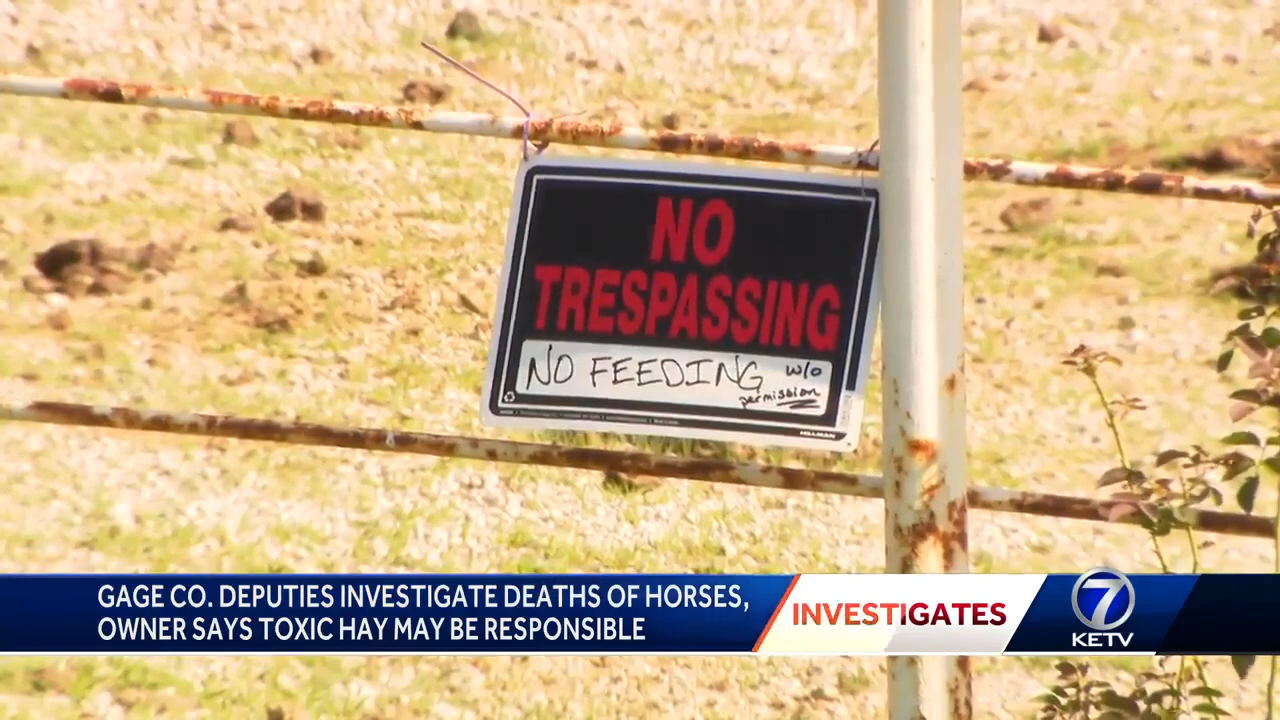 NO
TRESPASSING
NO FEEDING w/o
permission
HILLMAN
GAGE CO. DEPUTIES INVESTIGATE DEATHS OF HORSES,
OWNER SAYS TOXIC HAY MAY BE RESPONSIBLE
INVESTIGATES
7
KETV